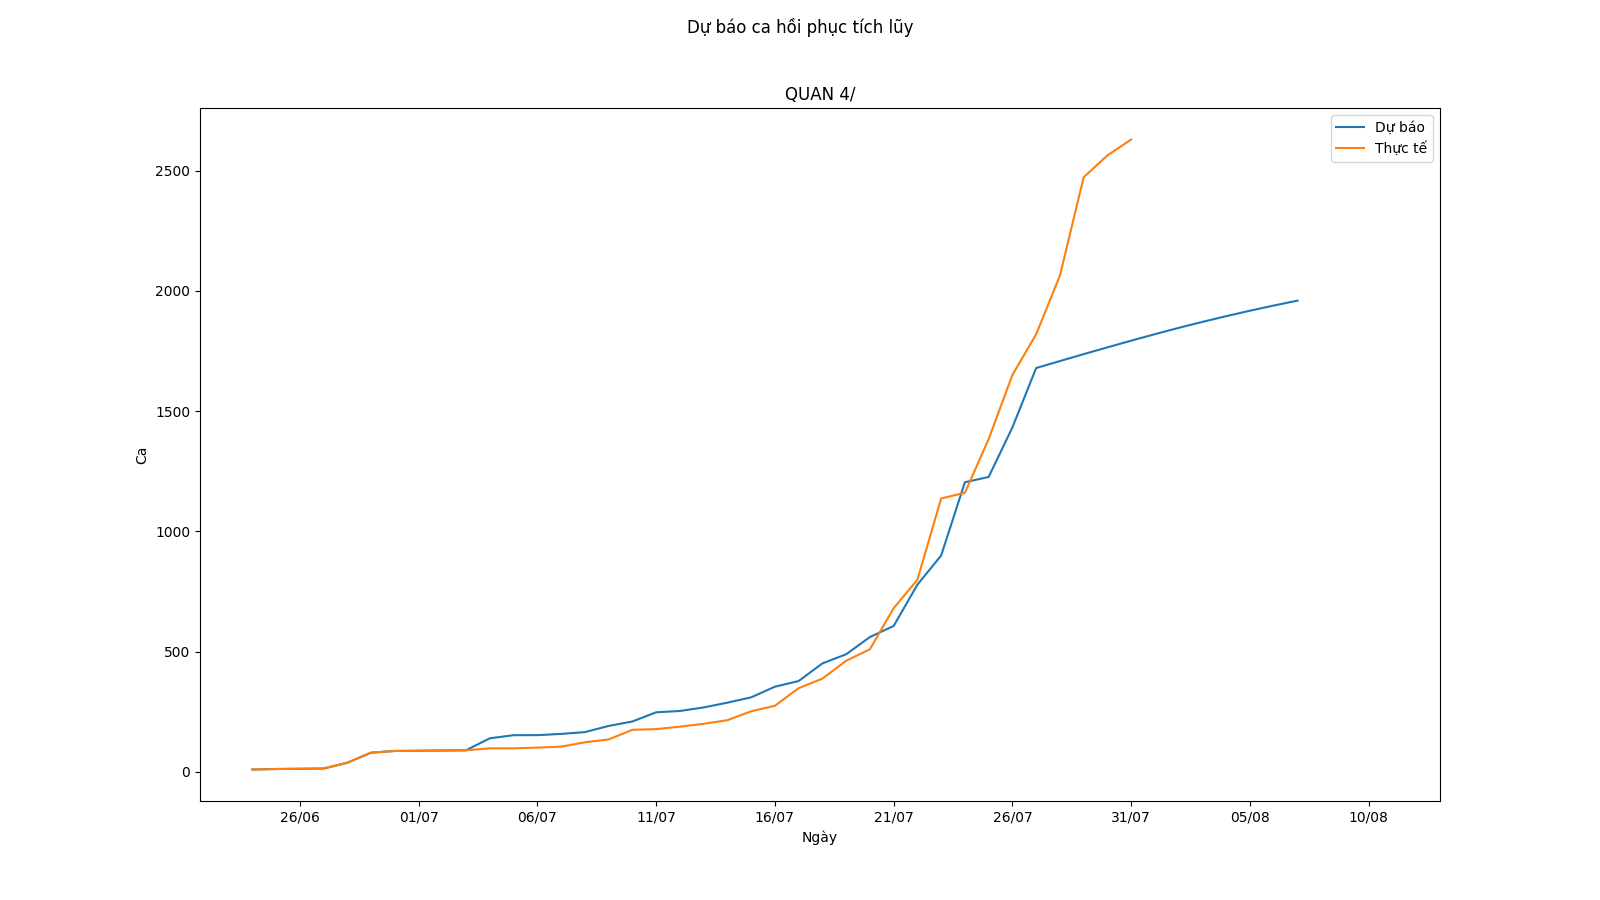 Dự báo ca hồi phục tích lũy
QUAN 4/
Dự báo
Thực tế
2500
2000
1500
1000
500
0
Ca
26/06 01/07 06/07 11/07 16/07 21/07 26/07 31/07 05/08 10/08
Ngày